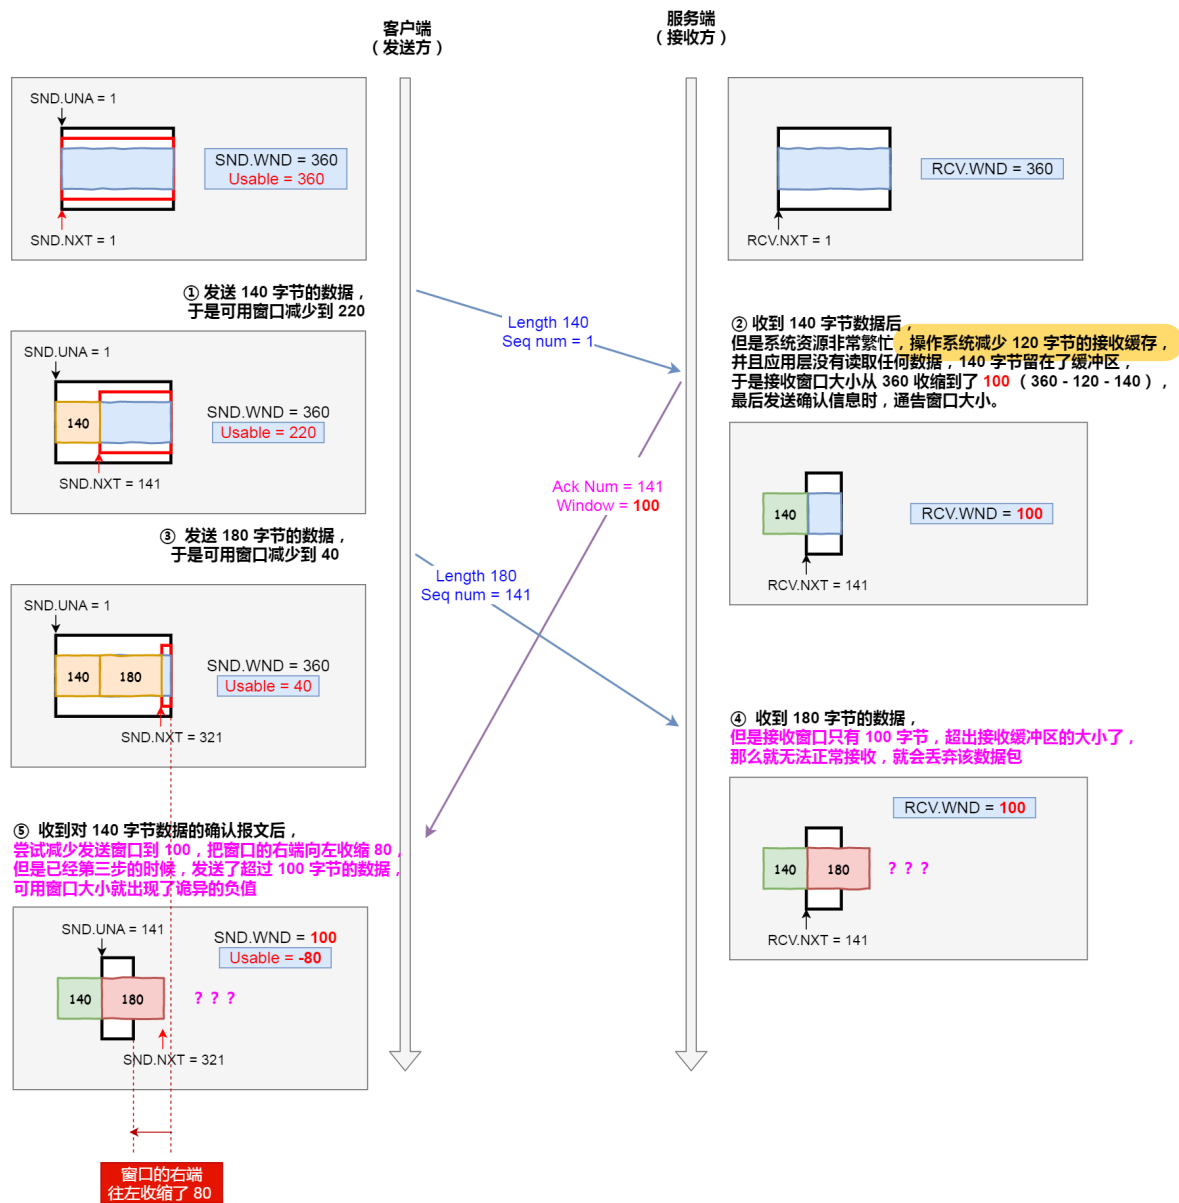 客户端
（发送方）
服务端
（接收方）
SND.UNA = 1
SND.WND = 360
Usable = 360
SND.NXT = 1
RCV.WND = 360
RCV.NXT = 1
① 发送 140 字节的数据，
于是可用窗口减少到 220
Length 140
Seq num = 1
② 收到 140 字节数据后，
但是系统资源非常繁忙，操作系统减少 120 字节的接收缓存，
并且应用层没有读取任何数据，140 字节留在了缓冲区，
于是接收窗口大小从 360 收缩到了 100 （360 - 120 - 140），
最后发送确认信息时，通告窗口大小。
SND.UNA = 1
140
SND.WND = 360
Usable = 220
SND.NXT = 141
Ack Num = 141
Window = 100
140
RCV.WND = 100
RCV.NXT = 141
③ 发送 180 字节的数据，
于是可用窗口减少到 40
Length 180
Seq num = 141
SND.UNA = 1
140
180
SND.WND = 360
Usable = 40
SND.NXT = 321
④ 收到 180 字节的数据，
但是接收窗口只有 100 字节，超出接收缓冲区的大小了，
那么就无法正常接收，就会丢弃该数据包
RCV.WND = 100
140
180
？？？
RCV.NXT = 141
⑤ 收到对 140 字节数据的确认报文后，
尝试减少发送窗口到 100，把窗口的右端向左收缩 80，
但是已经第三步的时候，发送了超过 100 字节的数据，
可用窗口大小就出现了诡异的负值
SND.UNA = 141
SND.WND = 100
Usable = -80
140
180
？？？
SND.NXT = 321
窗口的右端
往左收缩了 80